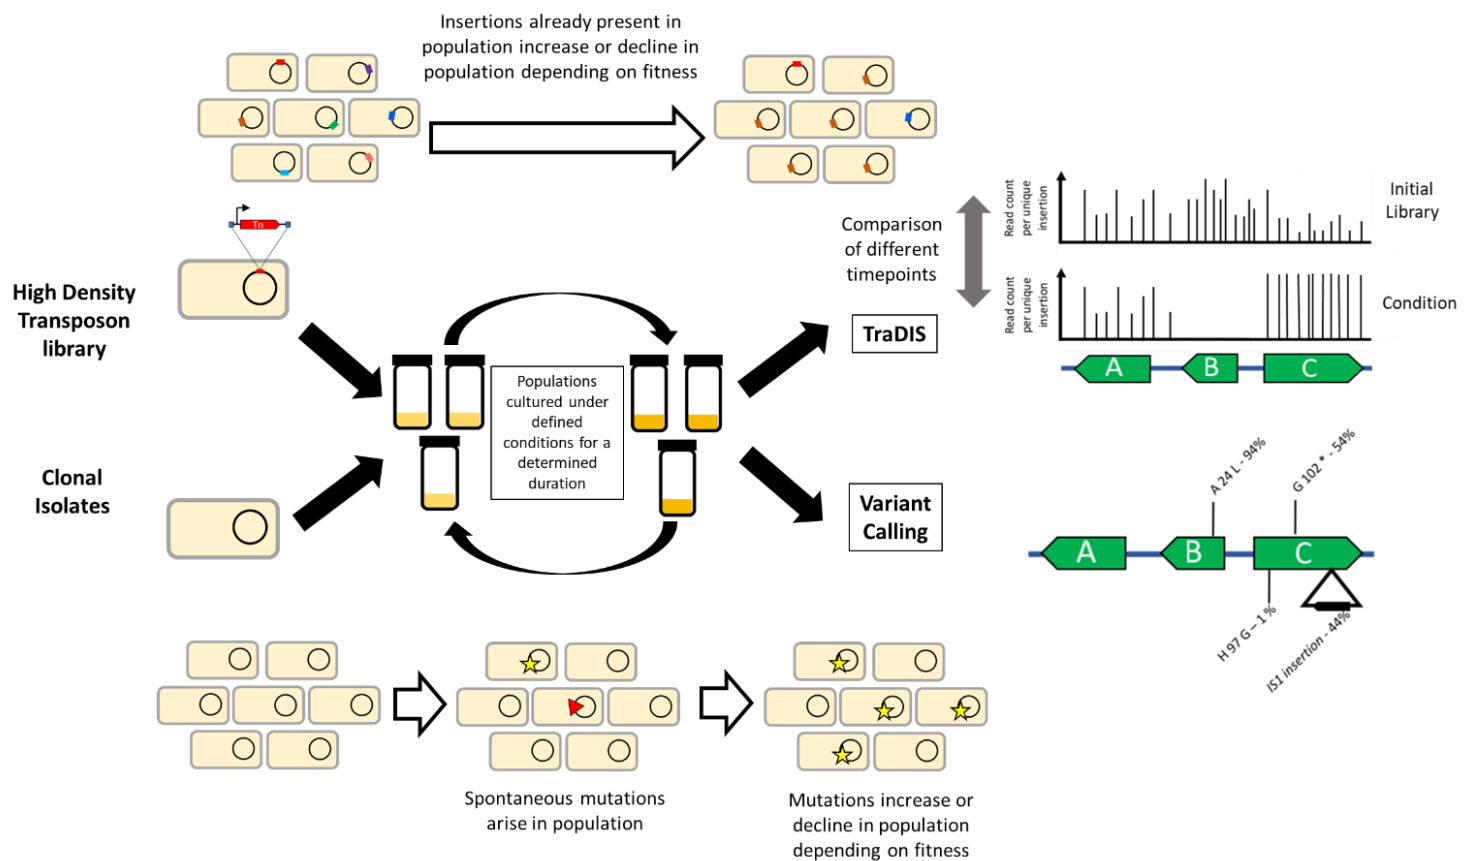 Insertions already present in
population increase or decline in
population depending on fitness
Tn
High Density
Transposon
library
Clonal
Isolates
Populations
cultured under
defined
conditions for a
determined
duration
Comparison
of different
timepoints
TraDIS
Variant
Calling
Read count
per unique
insertion
Initial
Library
Read count
per unique
insertion
Condition
A B C
A 24 L - 94%
G 102 * - 54%
A B C
H 97 G – 1 %
IS1 insertion - 44%
Spontaneous mutations
arise in population
Mutations increase or
decline in population
depending on fitness